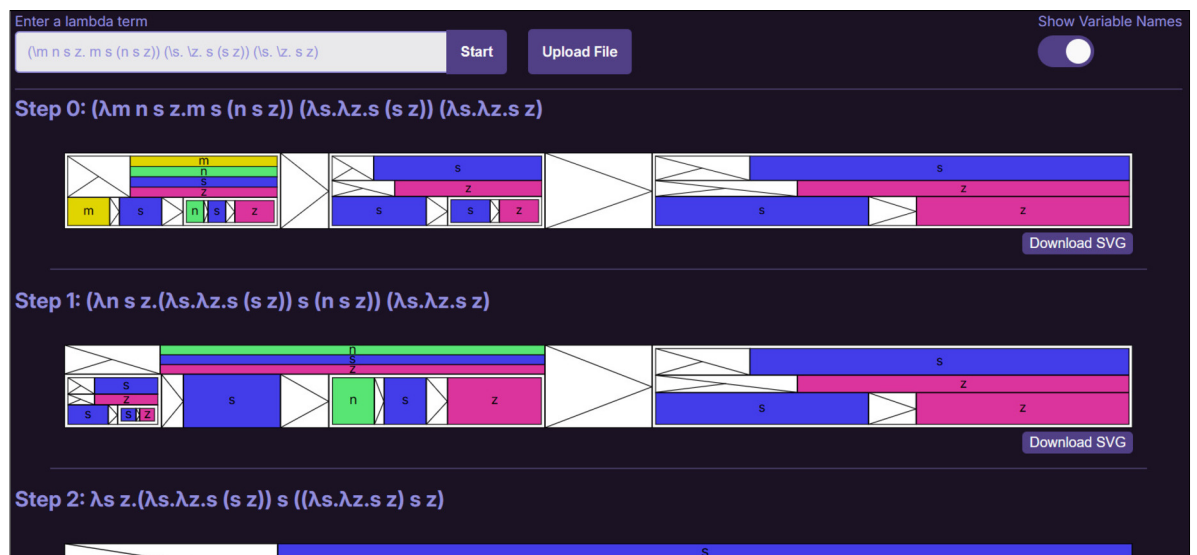 Enter a lambda term
Show Variable Names
(\m n s z. m s (n s z)) (\s. \z. s (s z)) (\s. \z. s z)
Start
Upload File
Step 0: (λm n s z.m s (n s z)) (λs.λz.s (s z)) (λs.λz.s z)
m
n
s
z
m s n s z
s
z
s s z
s
z
s z
Download SVG
Step 1: (λn s z.(λs.λz.s (s z)) s (n s z)) (λs.λz.s z)
n
s
z
s
z
s s z
s n s z
s
z
s z
Download SVG
Step 2: λs z.(λs.λz.s (s z)) s ((λs.λz.s z) s z)
s